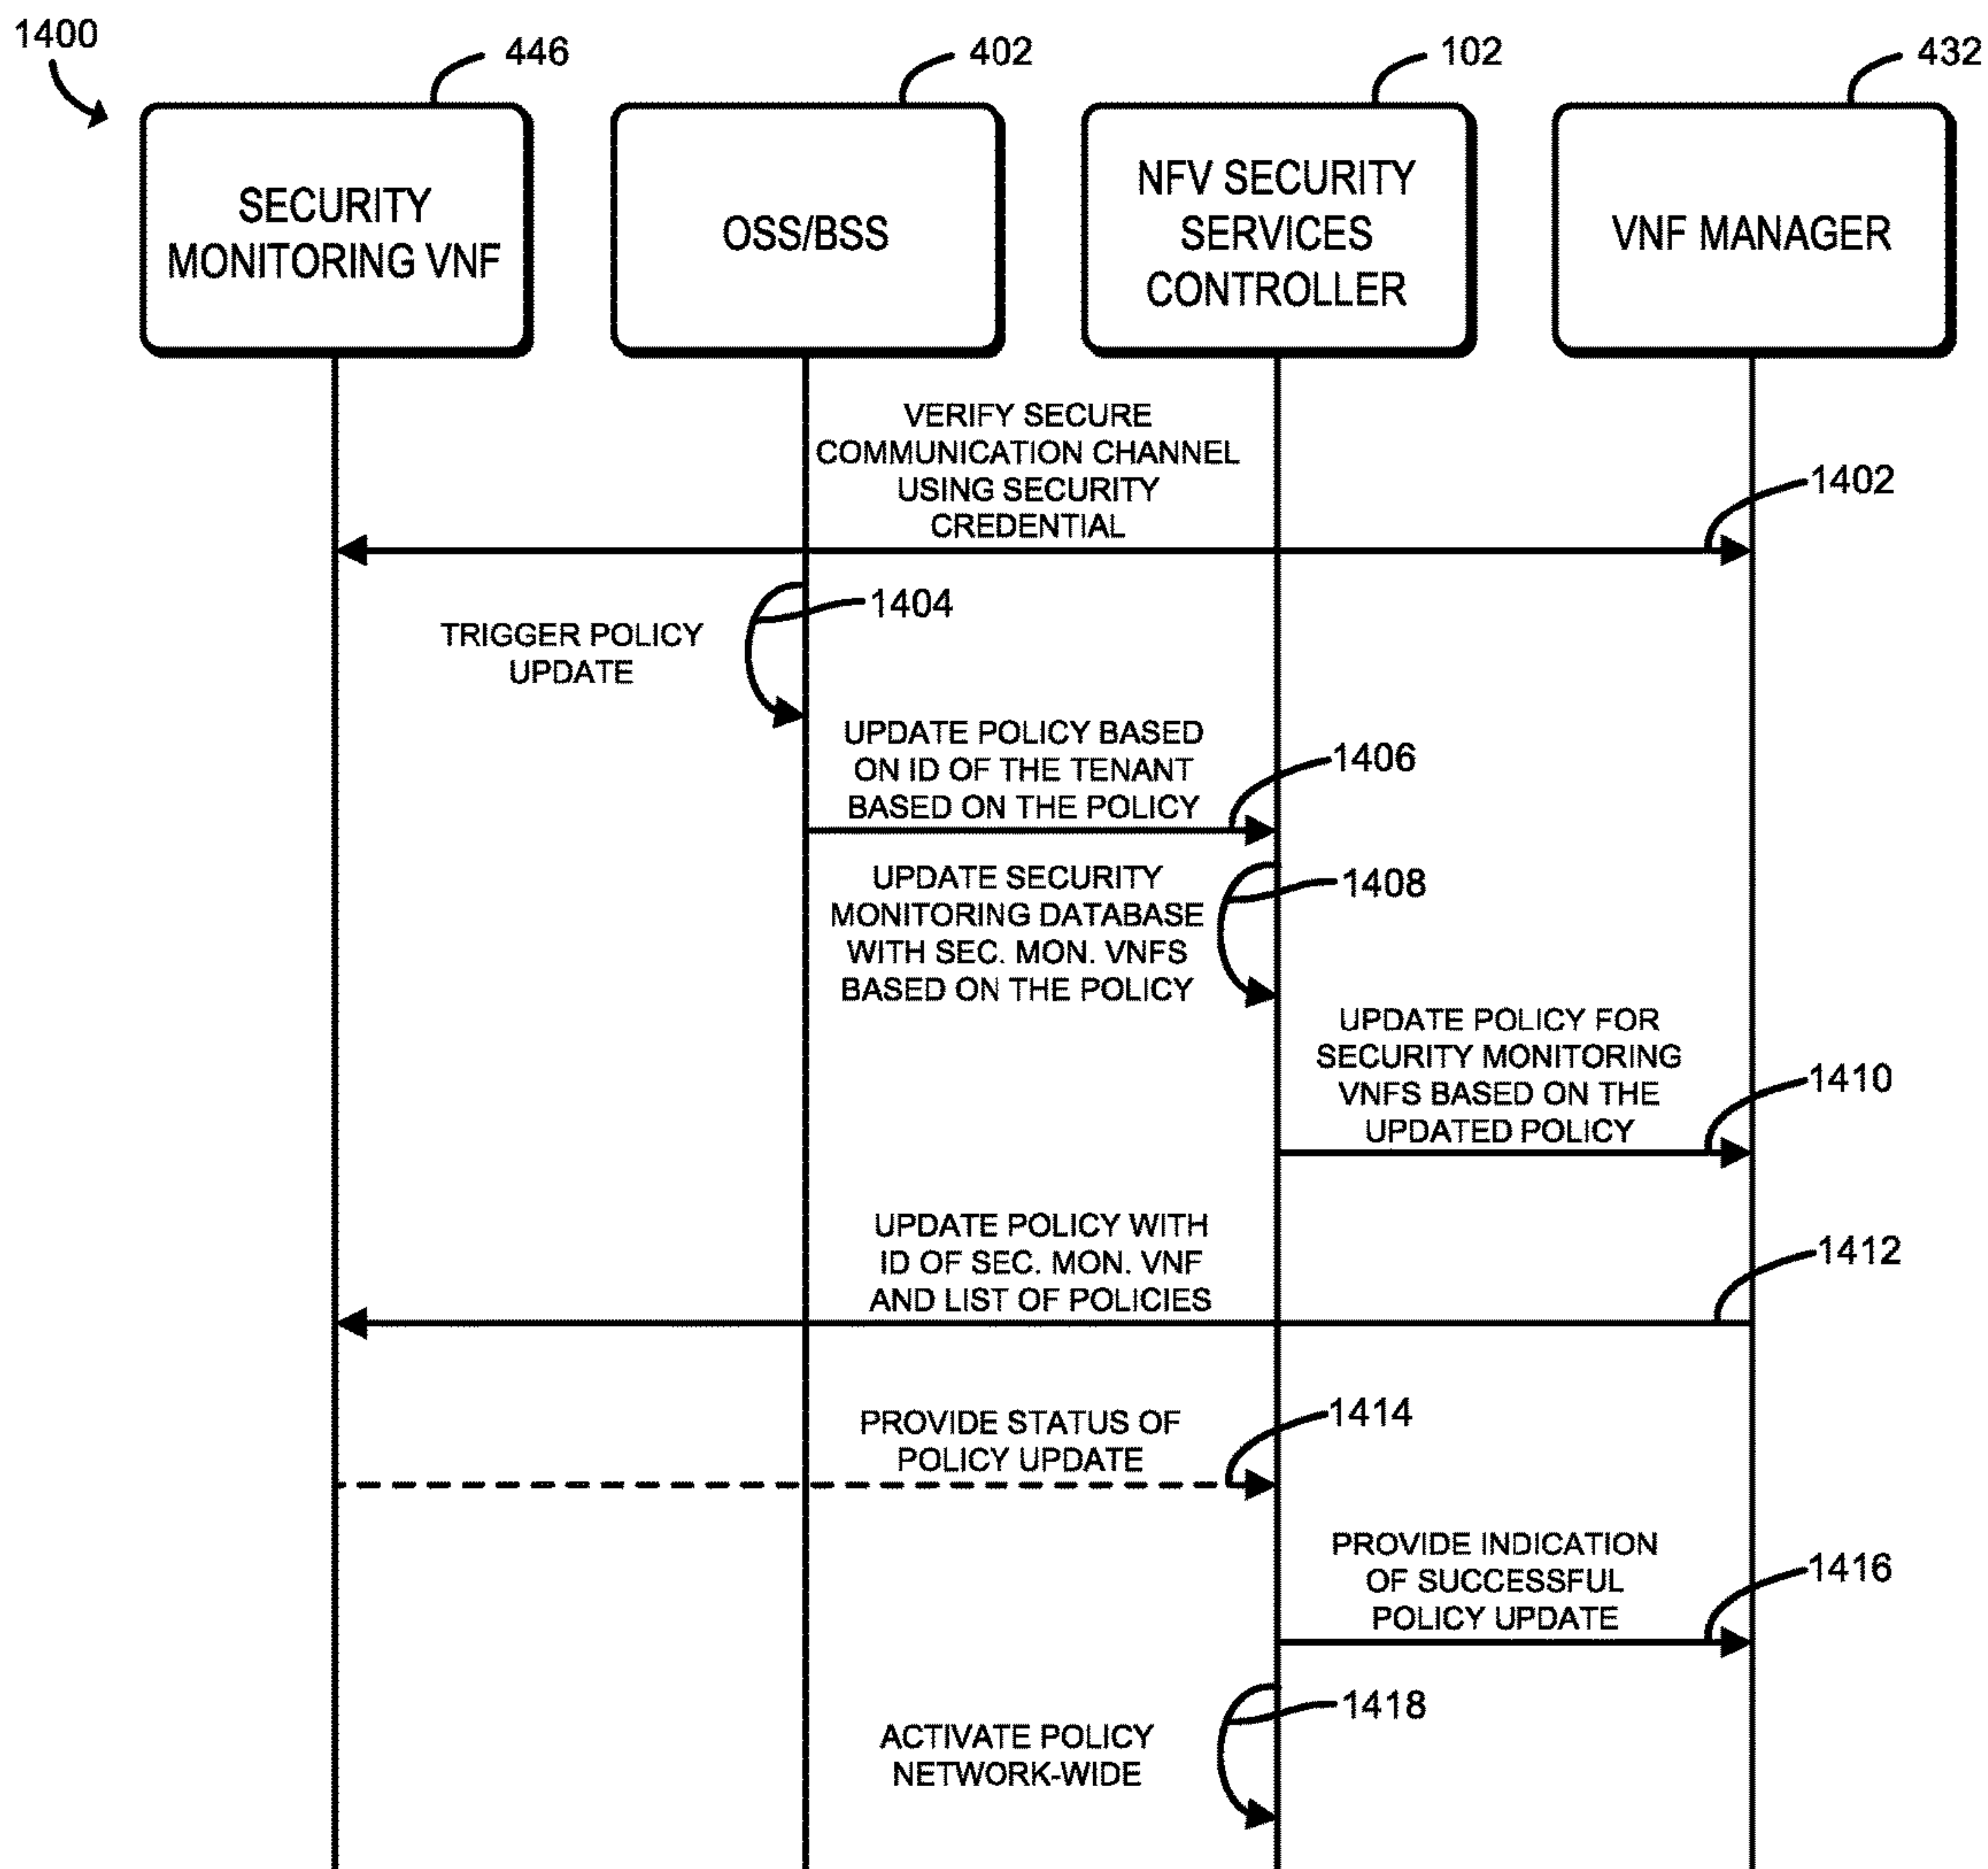 1400
446
402
102
432
SECURITY
MONITORING VNF
OSS/BSS
NFV SECURITY
SERVICES
CONTROLLER
VNF MANAGER
VERIFY SECURE
COMMUNICATION CHANNEL
USING SECURITY
CREDENTIAL
1402
1404
TRIGGER POLICY
UPDATE
UPDATE POLICY BASED
ON ID OF THE TENANT
BASED ON THE POLICY
1406
UPDATE SECURITY
MONITORING DATABASE
WITH SEC. MON. VNFS
BASED ON THE POLICY
1408
UPDATE POLICY FOR
SECURITY MONITORING
VNFS BASED ON THE
UPDATED POLICY
1410
UPDATE POLICY WITH
ID OF SEC. MON. VNF
AND LIST OF POLICIES
1412
PROVIDE STATUS OF
POLICY UPDATE
1414
PROVIDE INDICATION
OF SUCCESSFUL
POLICY UPDATE
1416
1418
ACTIVATE POLICY
NETWORK-WIDE